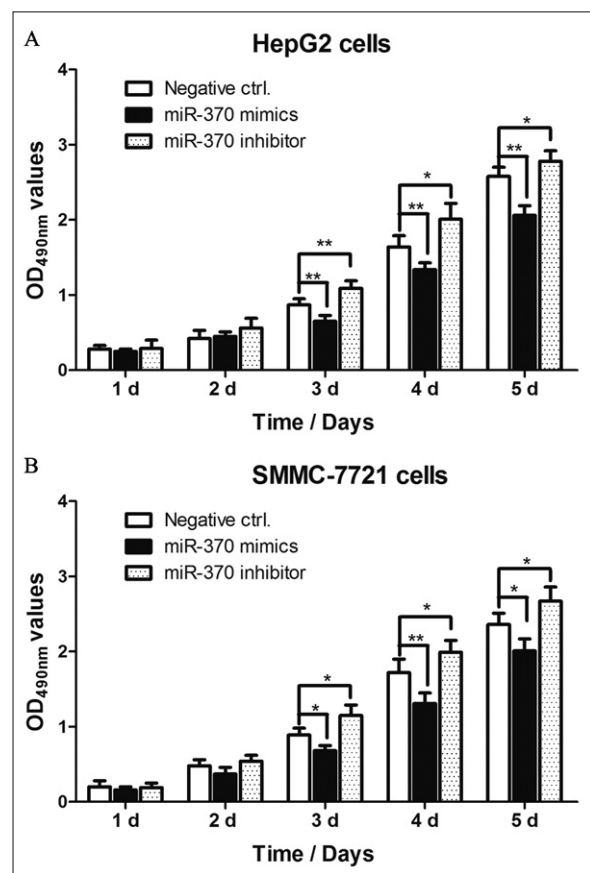 A
HepG2 cells
4
3
2
1
0
OD490nm values
Negative ctrl.
miR-370 mimics
miR-370 inhibitor
** **
** *
** *
1 d 2 d 3 d 4 d 5 d
Time / Days
B
SMMC-7721 cells
4
3
2
1
0
OD490nm values
Negative ctrl.
miR-370 mimics
miR-370 inhibitor
* *
** *
* *
1 d 2 d 3 d 4 d 5 d
Time / Days